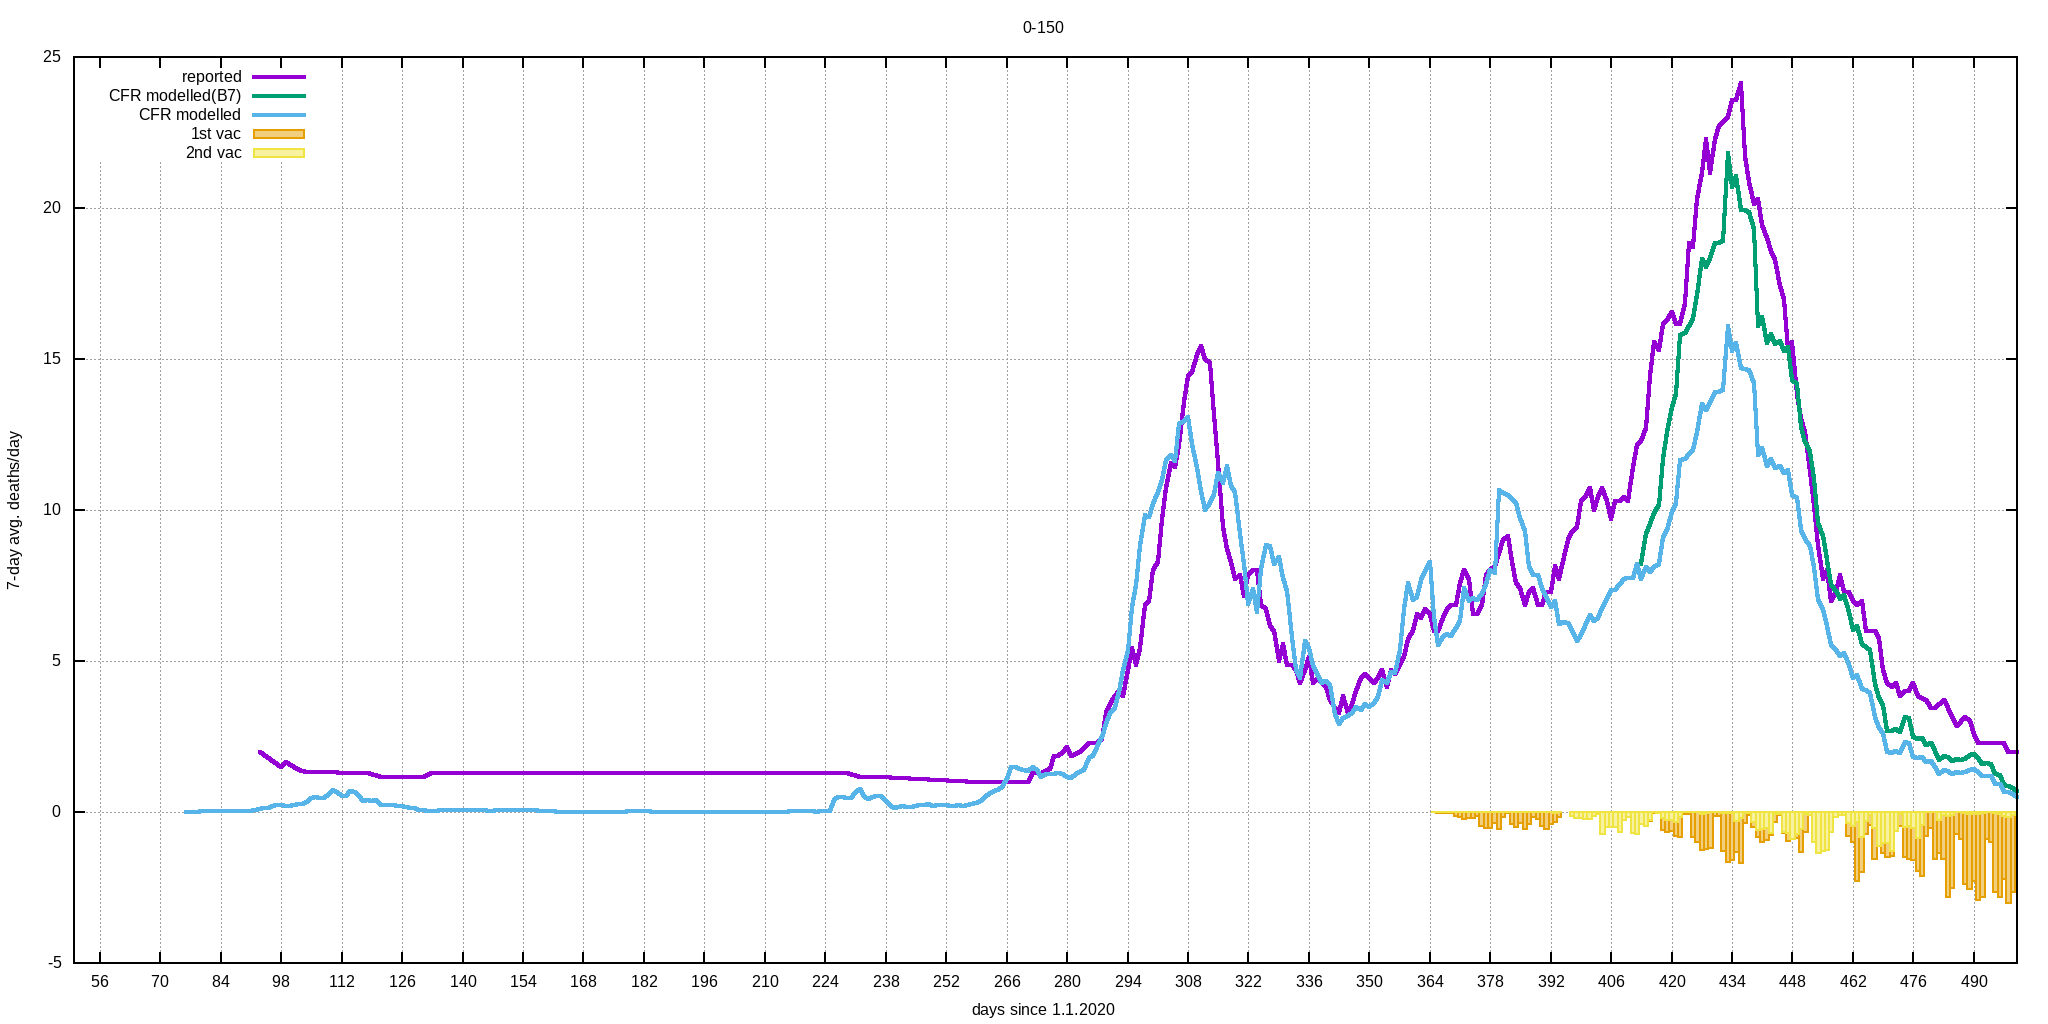 0-150
reported
CFR modelled(B7)
CFR modelled
1st vac
2nd vac
25
20
15
10
5
0
-5
7-day avg. deaths/day
56 70 84 98 112 126 140 154 168 182 196 210 224 238 252 266 280 294 308 322 336 350 364 378 392 406 420 434 448 462 476 490
days since 1.1.2020